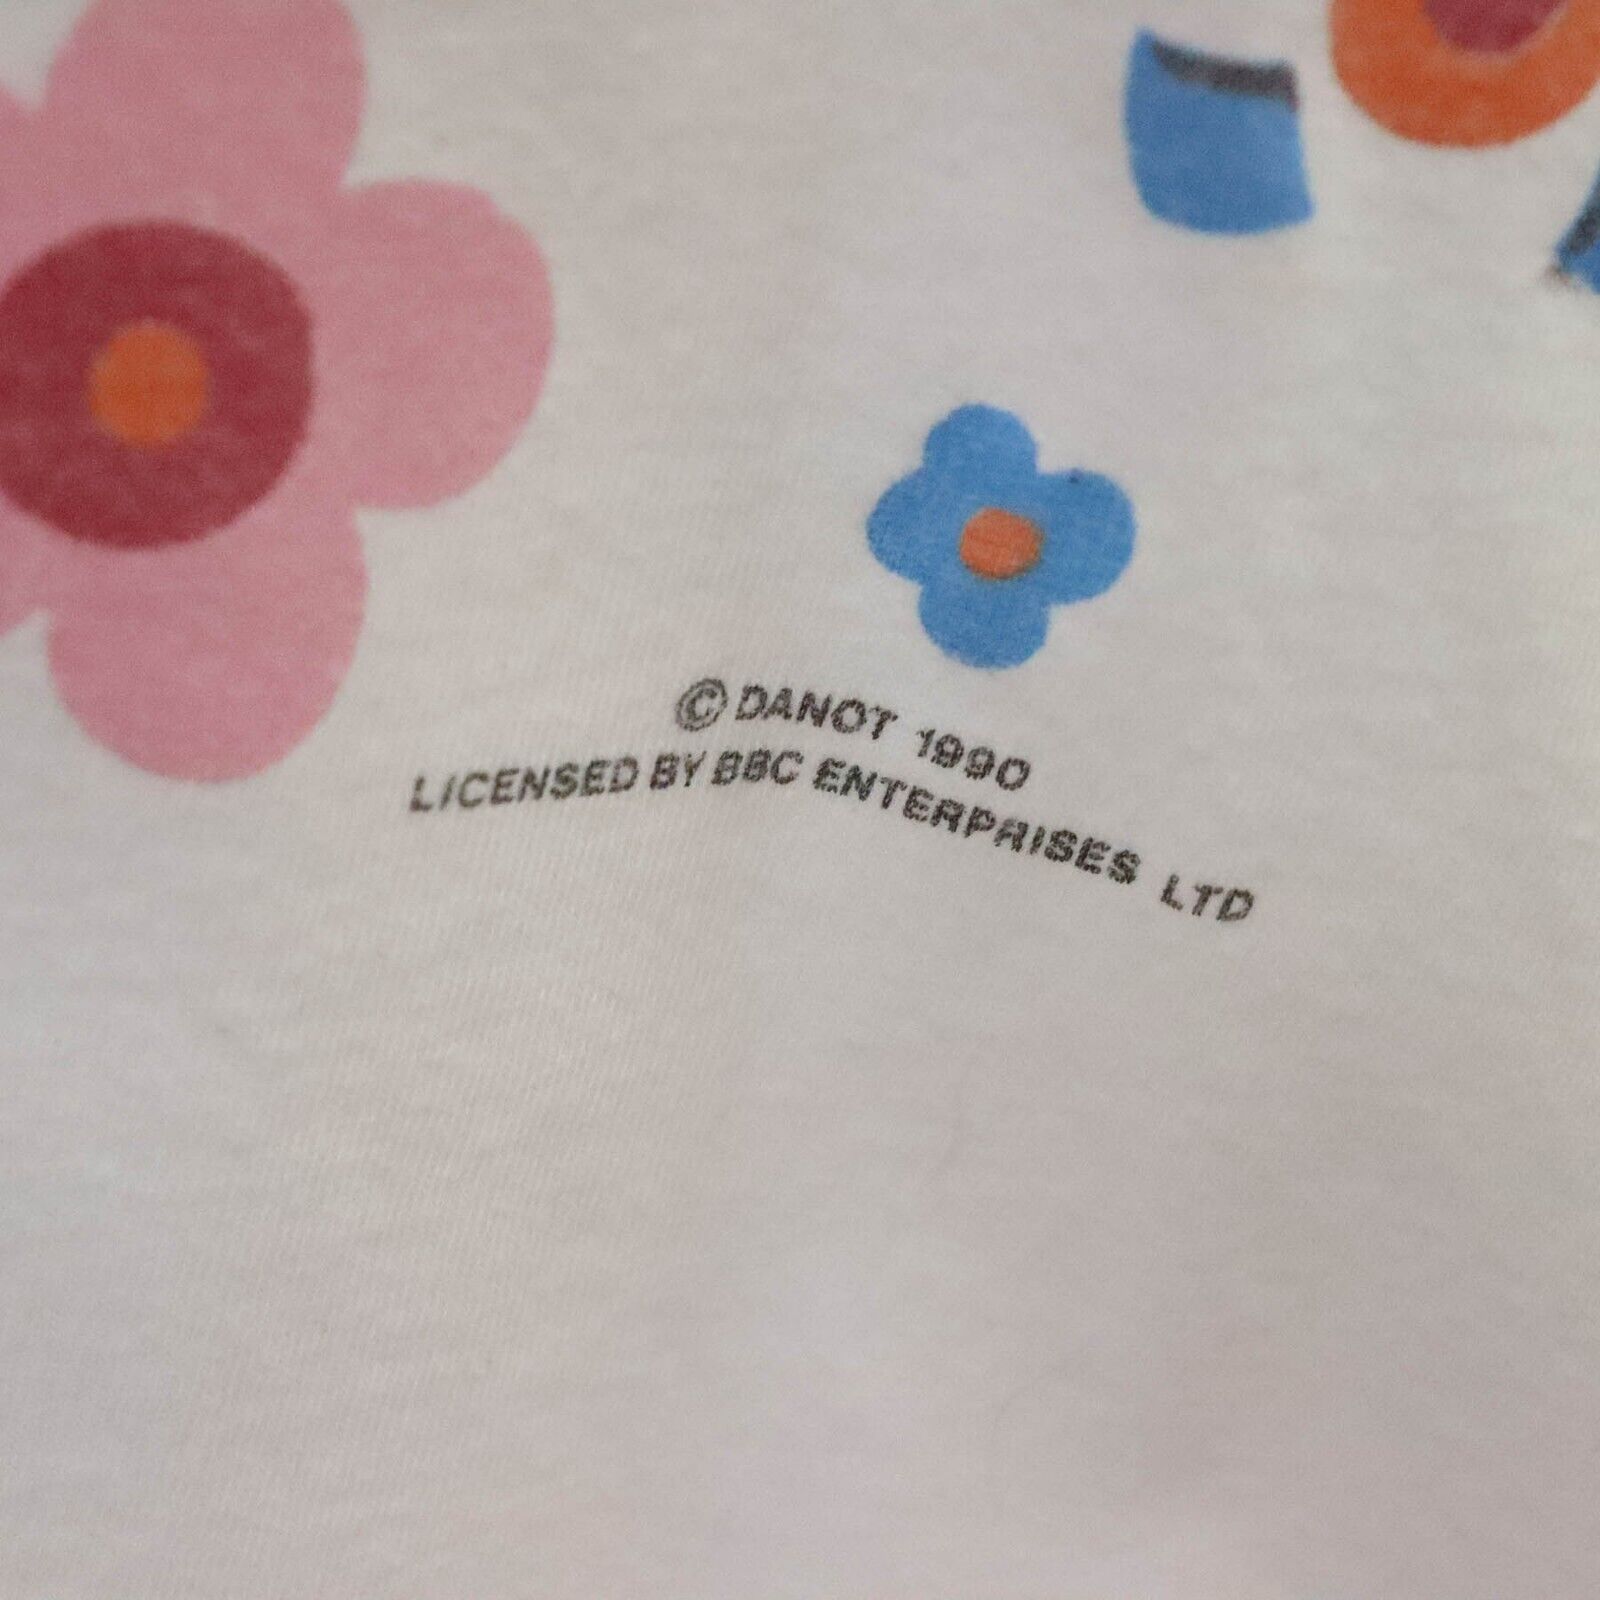 © DANOT 1990
LICENSED BY BBC ENTERPRISES LTD